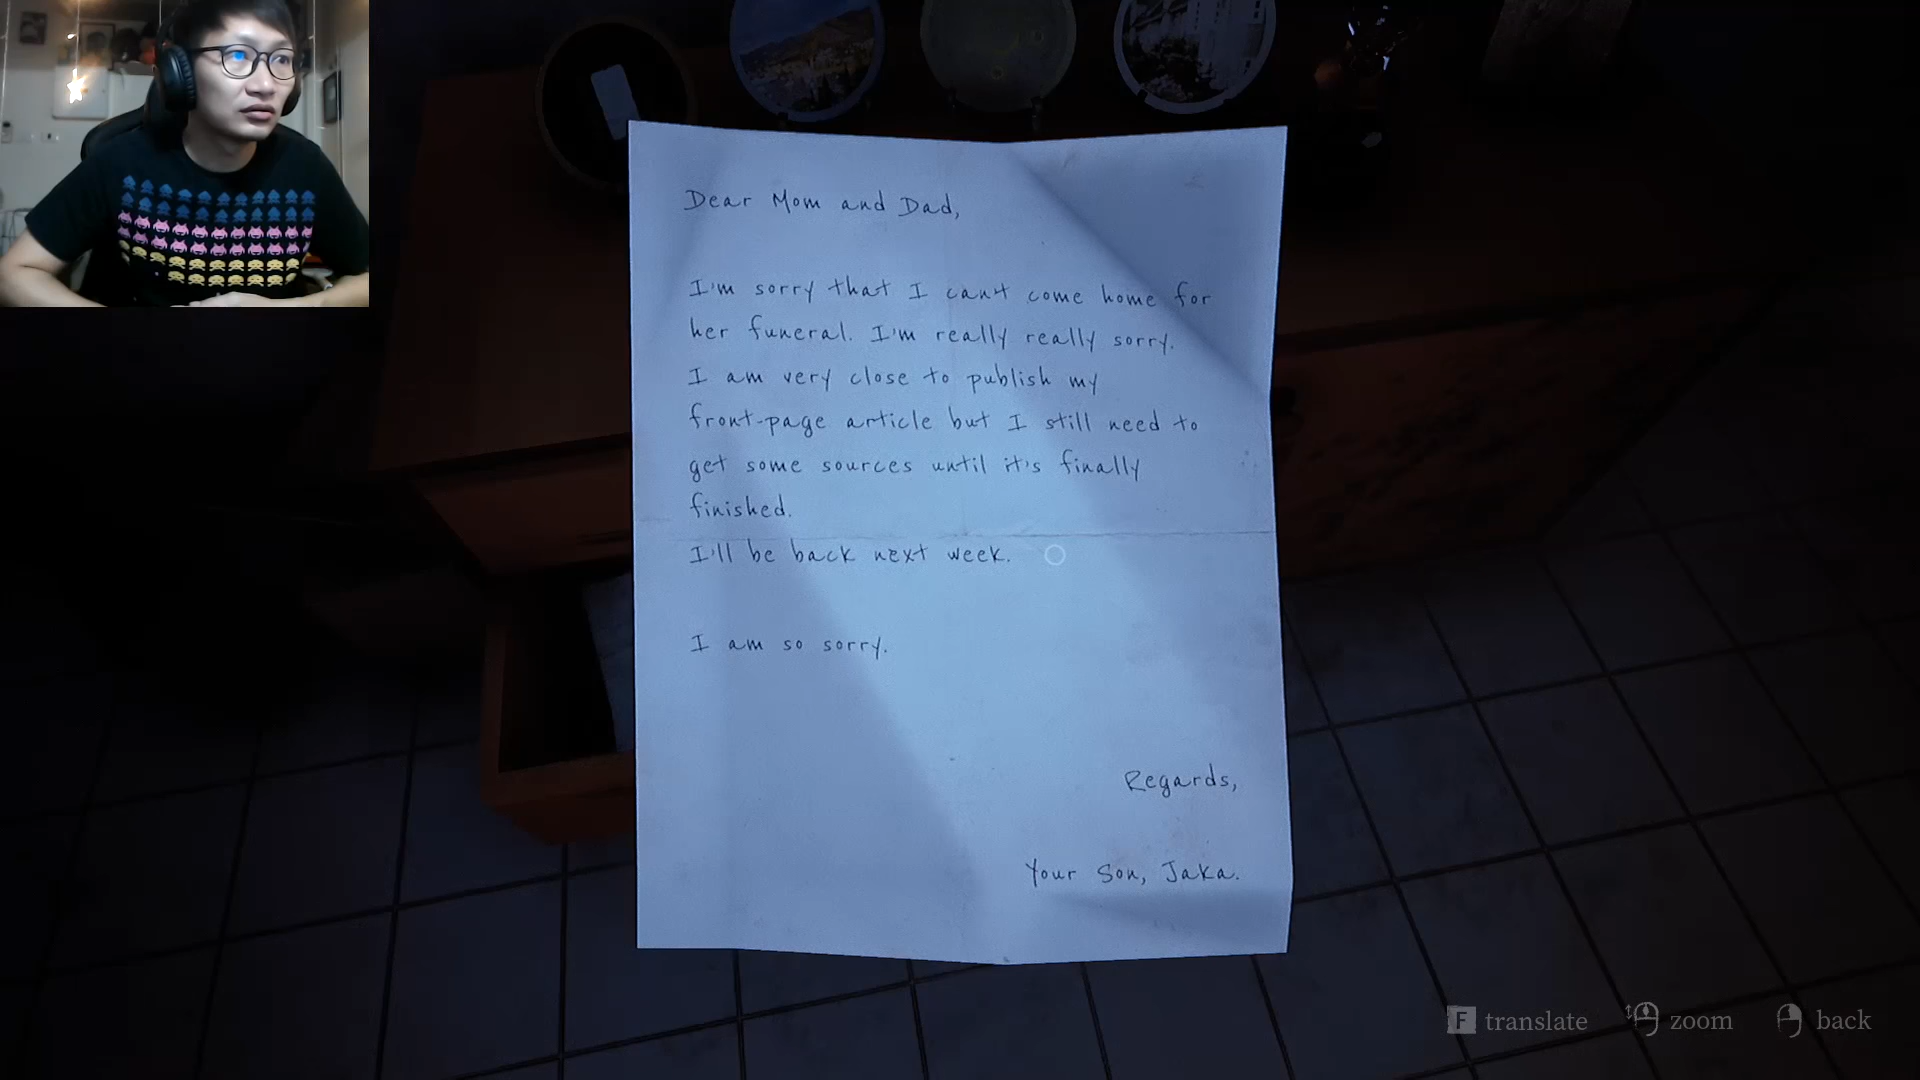 Dear Mom and Dad,
I'm sorry that I can't come home for
her funeral. I'm really really sorry.
I am very close to publish my
front-page article but I still need to
get some sources until it's finally
finished.
I'll be back next week.
I am so sorry.
Regards,
Your Son, Jaka.
F translate zoom back